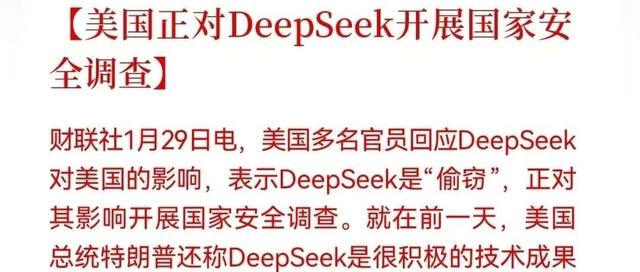 【美国正对DeepSeek开展国家安
全调查】
财联社1月29日电，美国多名官员回应DeepSeek
对美国的影响，表示DeepSeek是“偷窃”，正对
其影响开展国家安全调查。就在前一天，美国
总统特朗普还称DeepSeek是很积极的技术成果